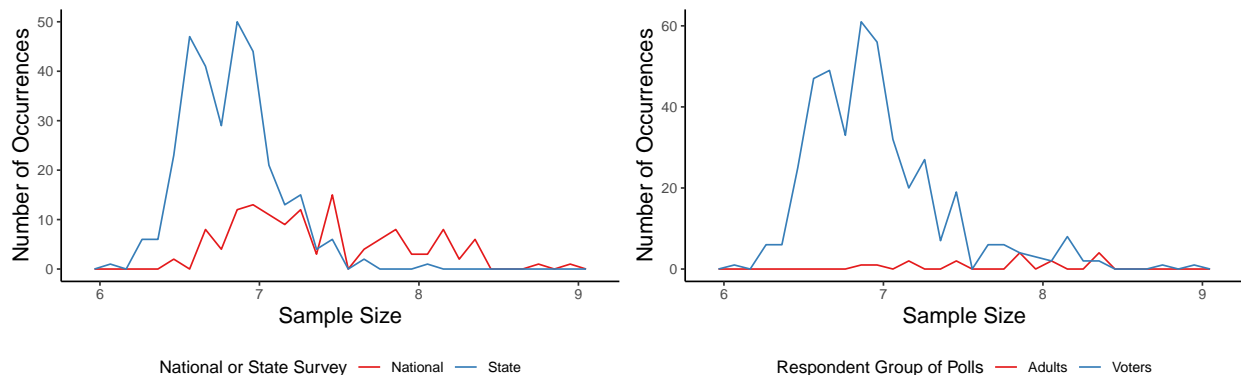 50
40
30
20
10
0
Number of Occurrences
6 7 8 9
Sample Size
National or State Survey National State
60
40
20
0
Number of Occurrences
6 7 8 9
Sample Size
Respondent Group of Polls Adults Voters